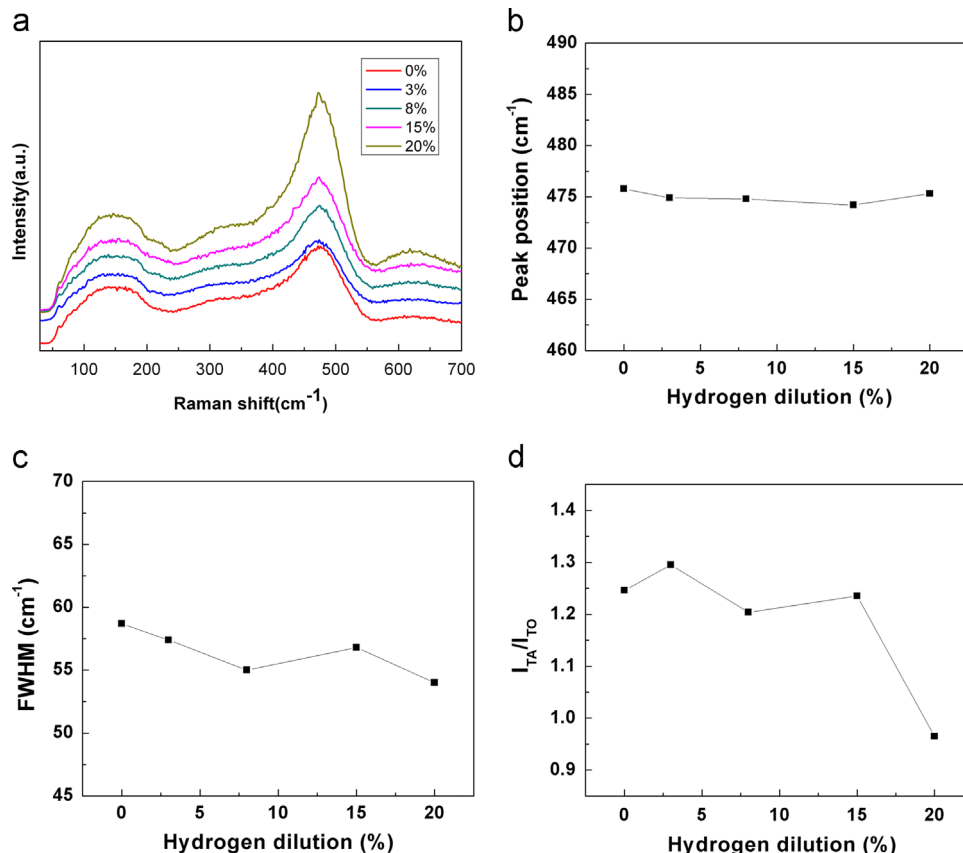 a
Intensity(a.u.)
0%
3%
8%
15%
20%
100 200 300 400 500 600 700
Raman shift(cm⁻¹)
b
Peak position (cm⁻¹)
490
485
480
475
470
465
460
0 5 10 15 20
Hydrogen dilution (%)
c
FWHM (cm⁻¹)
70
65
60
55
50
45
0 5 10 15 20
Hydrogen dilution (%)
d
I_TA/I_TO
1.4
1.3
1.2
1.1
1.0
0.9
0 5 10 15 20
Hydrogen dilution (%)